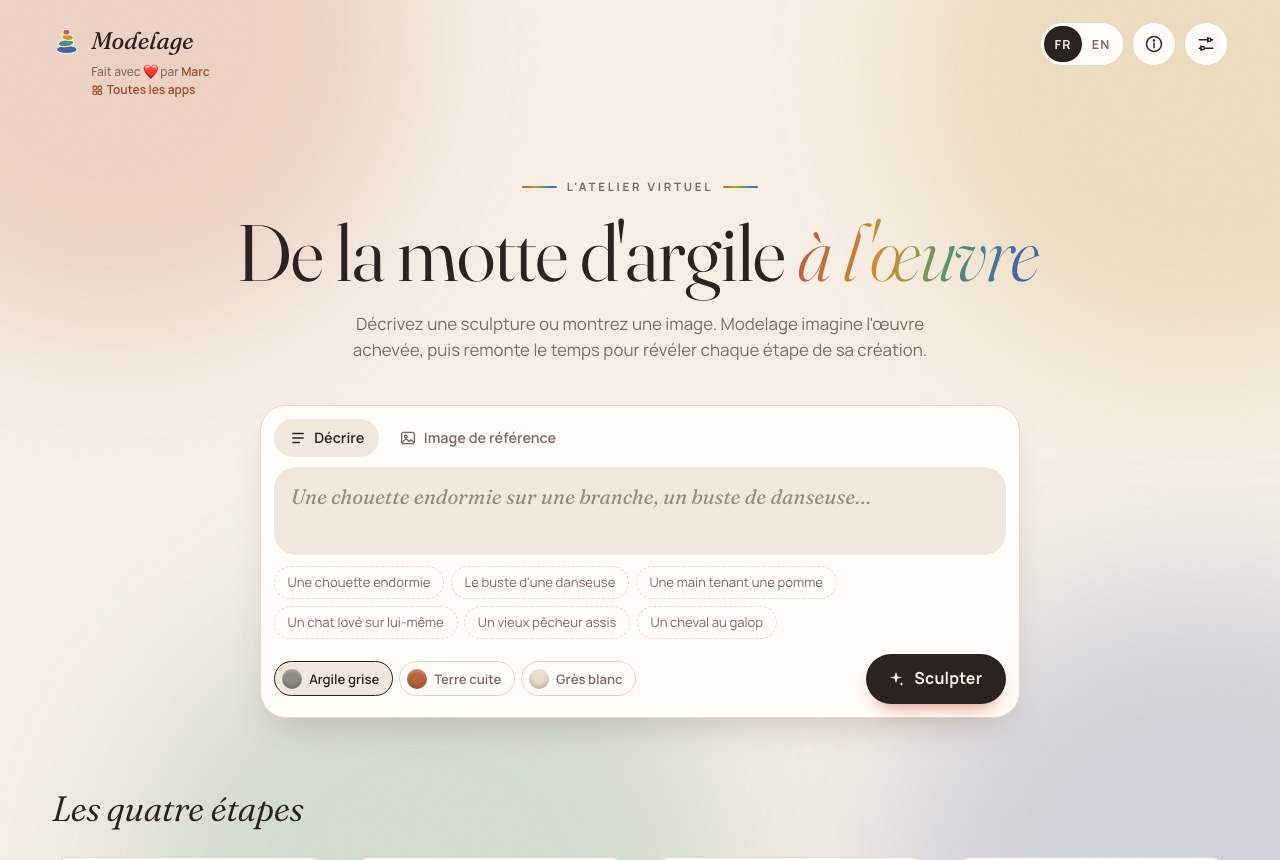 Modelage
FR EN
Fait avec ❤️ par Marc
Toutes les apps
L'ATELIER VIRTUEL
De la motte d'argile à l'œuvre
Décrivez une sculpture ou montrez une image. Modelage imagine l'œuvre
achevée, puis remonte le temps pour révéler chaque étape de sa création.
Décrire Image de référence
Une chouette endormie sur une branche, un buste de danseuse...
Une chouette endormie Le buste d'une danseuse Une main tenant une pomme
Un chat lové sur lui-même Un vieux pêcheur assis Un cheval au galop
Argile grise Terre cuite Grès blanc Sculpter
Les quatre étapes